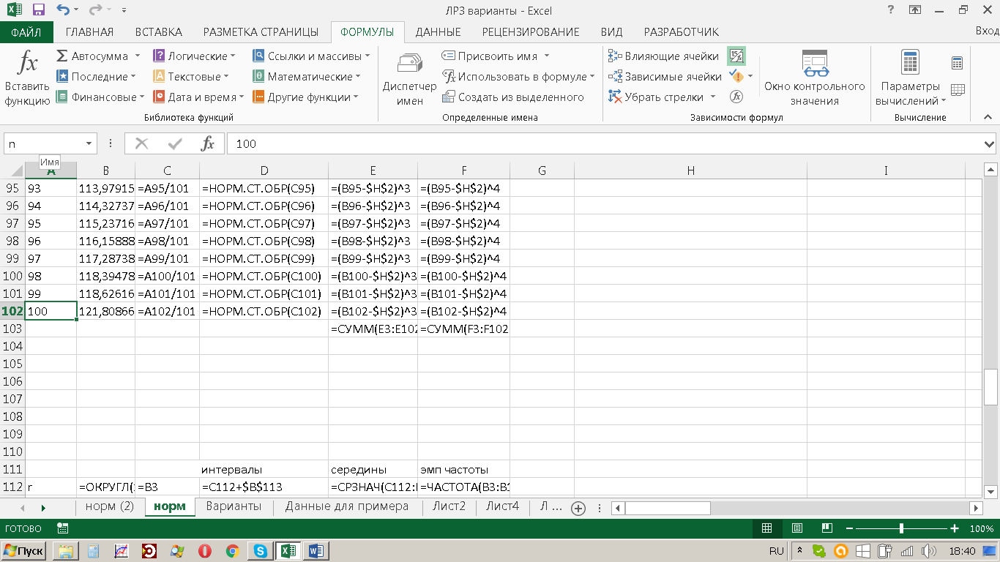 ЛР3 варианты - Excel
?
ФАЙЛ ГЛАВНАЯ ВСТАВКА РАЗМЕТКА СТРАНИЦЫ ФОРМУЛЫ ДАННЫЕ РЕЦЕНЗИРОВАНИЕ ВИД РАЗРАБОТЧИК Вход
fx Вставить функцию
Σ Автосумма
Последние
Финансовые
? Логические
A Текстовые
Дата и время
Ссылки и массивы
θ Математические
Другие функции
Библиотека функций
Диспетчер имен
Присвоить имя
Использовать в формуле
Создать из выделенного
Определенные имена
Влияющие ячейки
Зависимые ячейки
Убрать стрелки
Зависимости формул
Окно контрольного значения
Параметры вычислений
Вычисление
n fx 100
Имя
A B C D E F G H I
95 93 113,97915 =A95/101 =НОРМ.СТ.ОБР(C95) =(B95-$H$2)^3 =(B95-$H$2)^4
96 94 114,32737 =A96/101 =НОРМ.СТ.ОБР(C96) =(B96-$H$2)^3 =(B96-$H$2)^4
97 95 115,23716 =A97/101 =НОРМ.СТ.ОБР(C97) =(B97-$H$2)^3 =(B97-$H$2)^4
98 96 116,15888 =A98/101 =НОРМ.СТ.ОБР(C98) =(B98-$H$2)^3 =(B98-$H$2)^4
99 97 117,28738 =A99/101 =НОРМ.СТ.ОБР(C99) =(B99-$H$2)^3 =(B99-$H$2)^4
100 98 118,39478 =A100/101 =НОРМ.СТ.ОБР(C100) =(B100-$H$2)^3 =(B100-$H$2)^4
101 99 118,62616 =A101/101 =НОРМ.СТ.ОБР(C101) =(B101-$H$2)^3 =(B101-$H$2)^4
102 100 121,80866 =A102/101 =НОРМ.СТ.ОБР(C102) =(B102-$H$2)^3 =(B102-$H$2)^4
103 =СУММ(E3:E102 =СУММ(F3:F102
104
105
106
107
108
109
110
111 интервалы середины эмп частоты
112 r =ОКРУГЛ( =B3 =C112+$B$113 =СРЗНАЧ(C112: =ЧАСТОТА(B3:B1
норм (2) норм Варианты Данные для примера Лист2 Лист4 Л ...
ГОТОВО 100%
Пуск RU 18:40